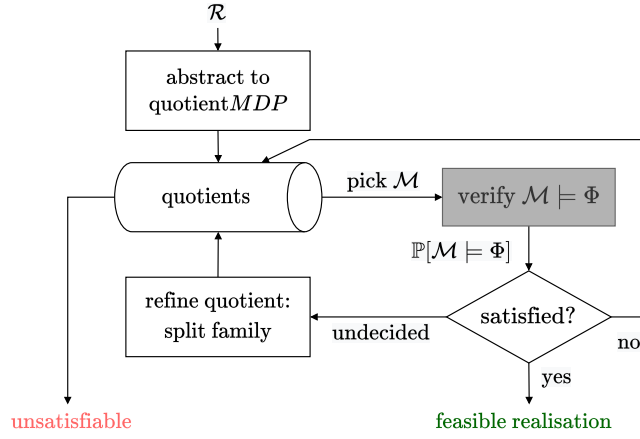 𝓡
abstract to
quotientMDP
quotients
pick 𝓜
verify 𝓜 ⊨ Φ
ℙ[𝓜 ⊨ Φ]
refine quotient:
split family
satisfied?
undecided
no
yes
unsatisfiable
feasible realisation